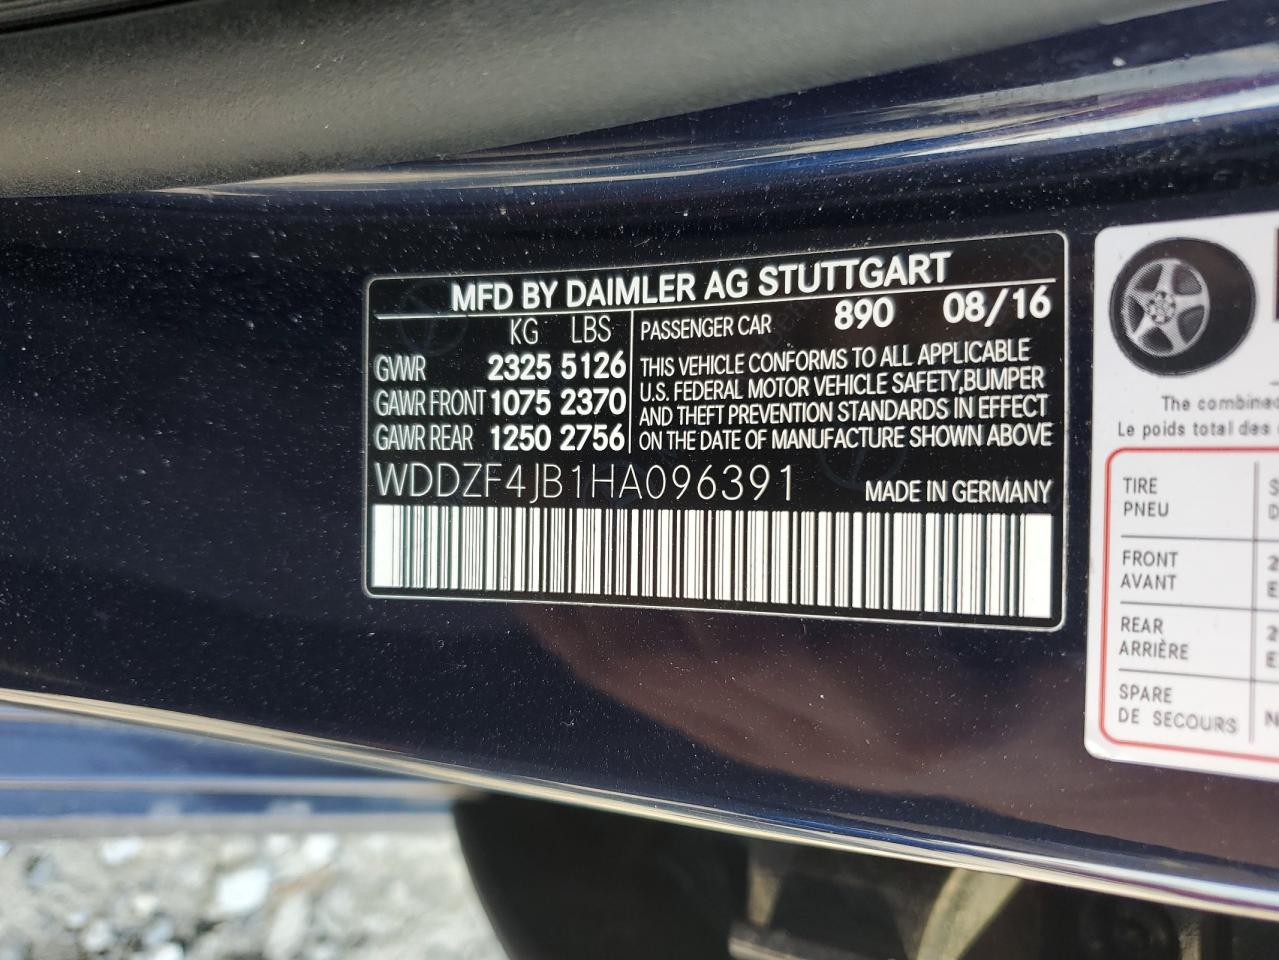 MFD BY DAIMLER AG STUTTGART
KG LBS
GVWR 2325 5126
GAWR FRONT 1075 2370
GAWR REAR 1250 2756
PASSENGER CAR 890 08/16
THIS VEHICLE CONFORMS TO ALL APPLICABLE
U.S. FEDERAL MOTOR VEHICLE SAFETY,BUMPER
AND THEFT PREVENTION STANDARDS IN EFFECT
ON THE DATE OF MANUFACTURE SHOWN ABOVE
WDDZF4JB1HA096391
MADE IN GERMANY
The combined
Le poids total des
TIRE
PNEU
FRONT
AVANT
REAR
ARRIÈRE
SPARE
DE SECOURS